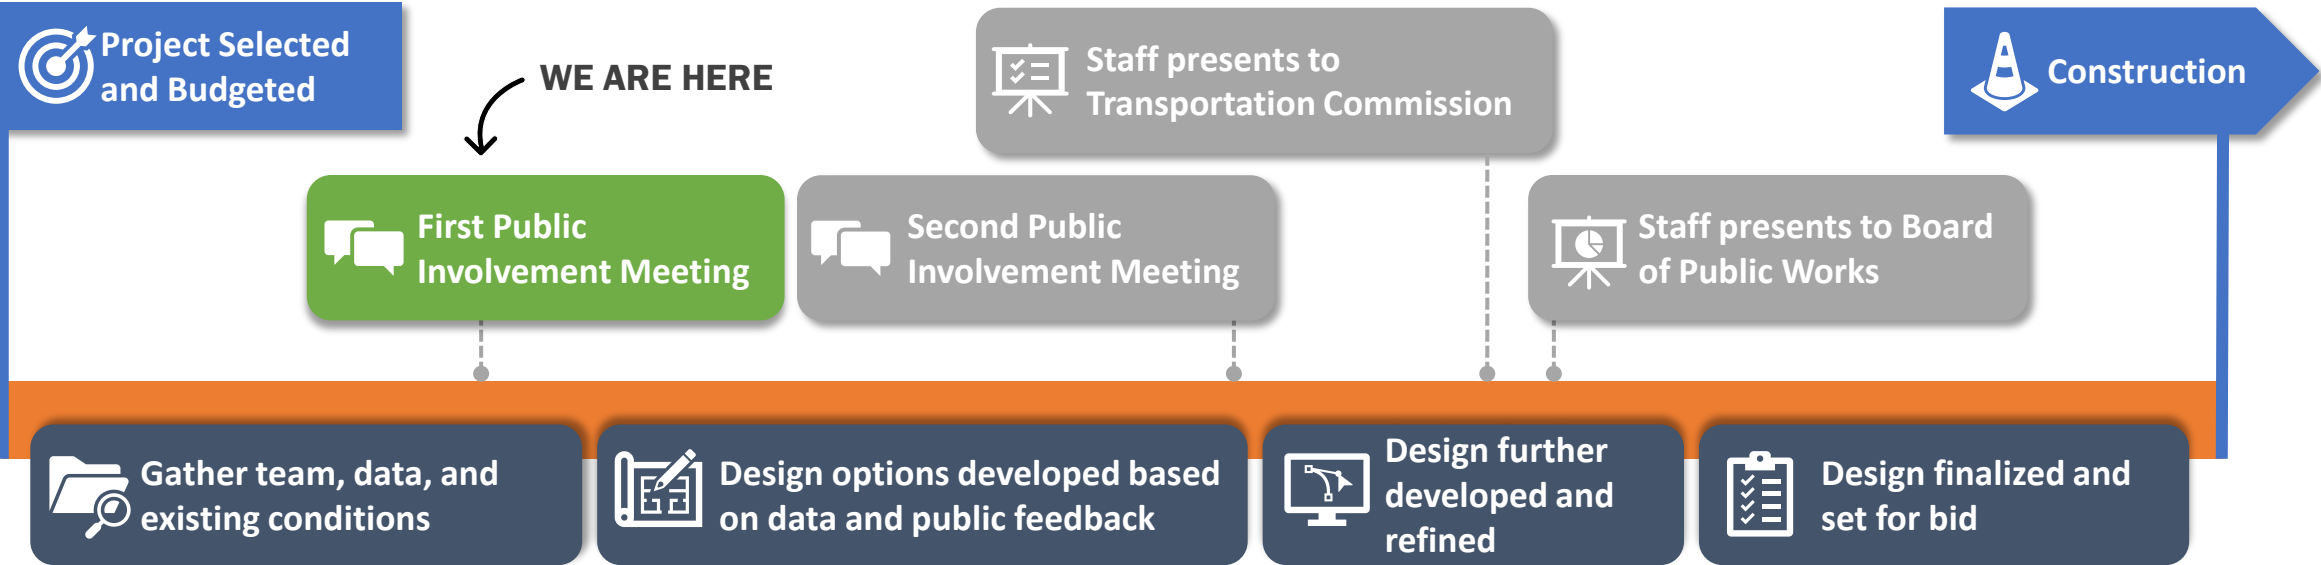 Project Selected
and Budgeted
WE ARE HERE
Staff presents to
Transportation Commission
Construction
First Public
Involvement Meeting
Second Public
Involvement Meeting
Staff presents to Board
of Public Works
Gather team, data, and
existing conditions
Design options developed based
on data and public feedback
Design further
developed and
refined
Design finalized and
set for bid